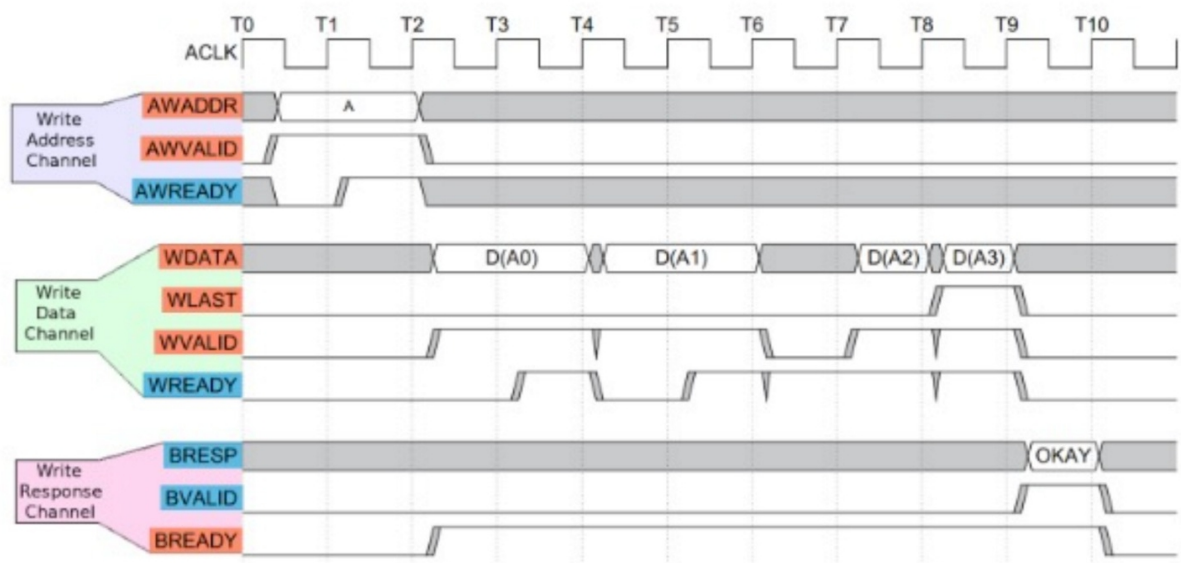 T0 T1 T2 T3 T4 T5 T6 T7 T8 T9 T10
ACLK
Write
Address
Channel
AWADDR A
AWVALID
AWREADY
Write
Data
Channel
WDATA D(A0) D(A1) D(A2) D(A3)
WLAST
WVALID
WREADY
Write
Response
Channel
BRESP OKAY
BVALID
BREADY